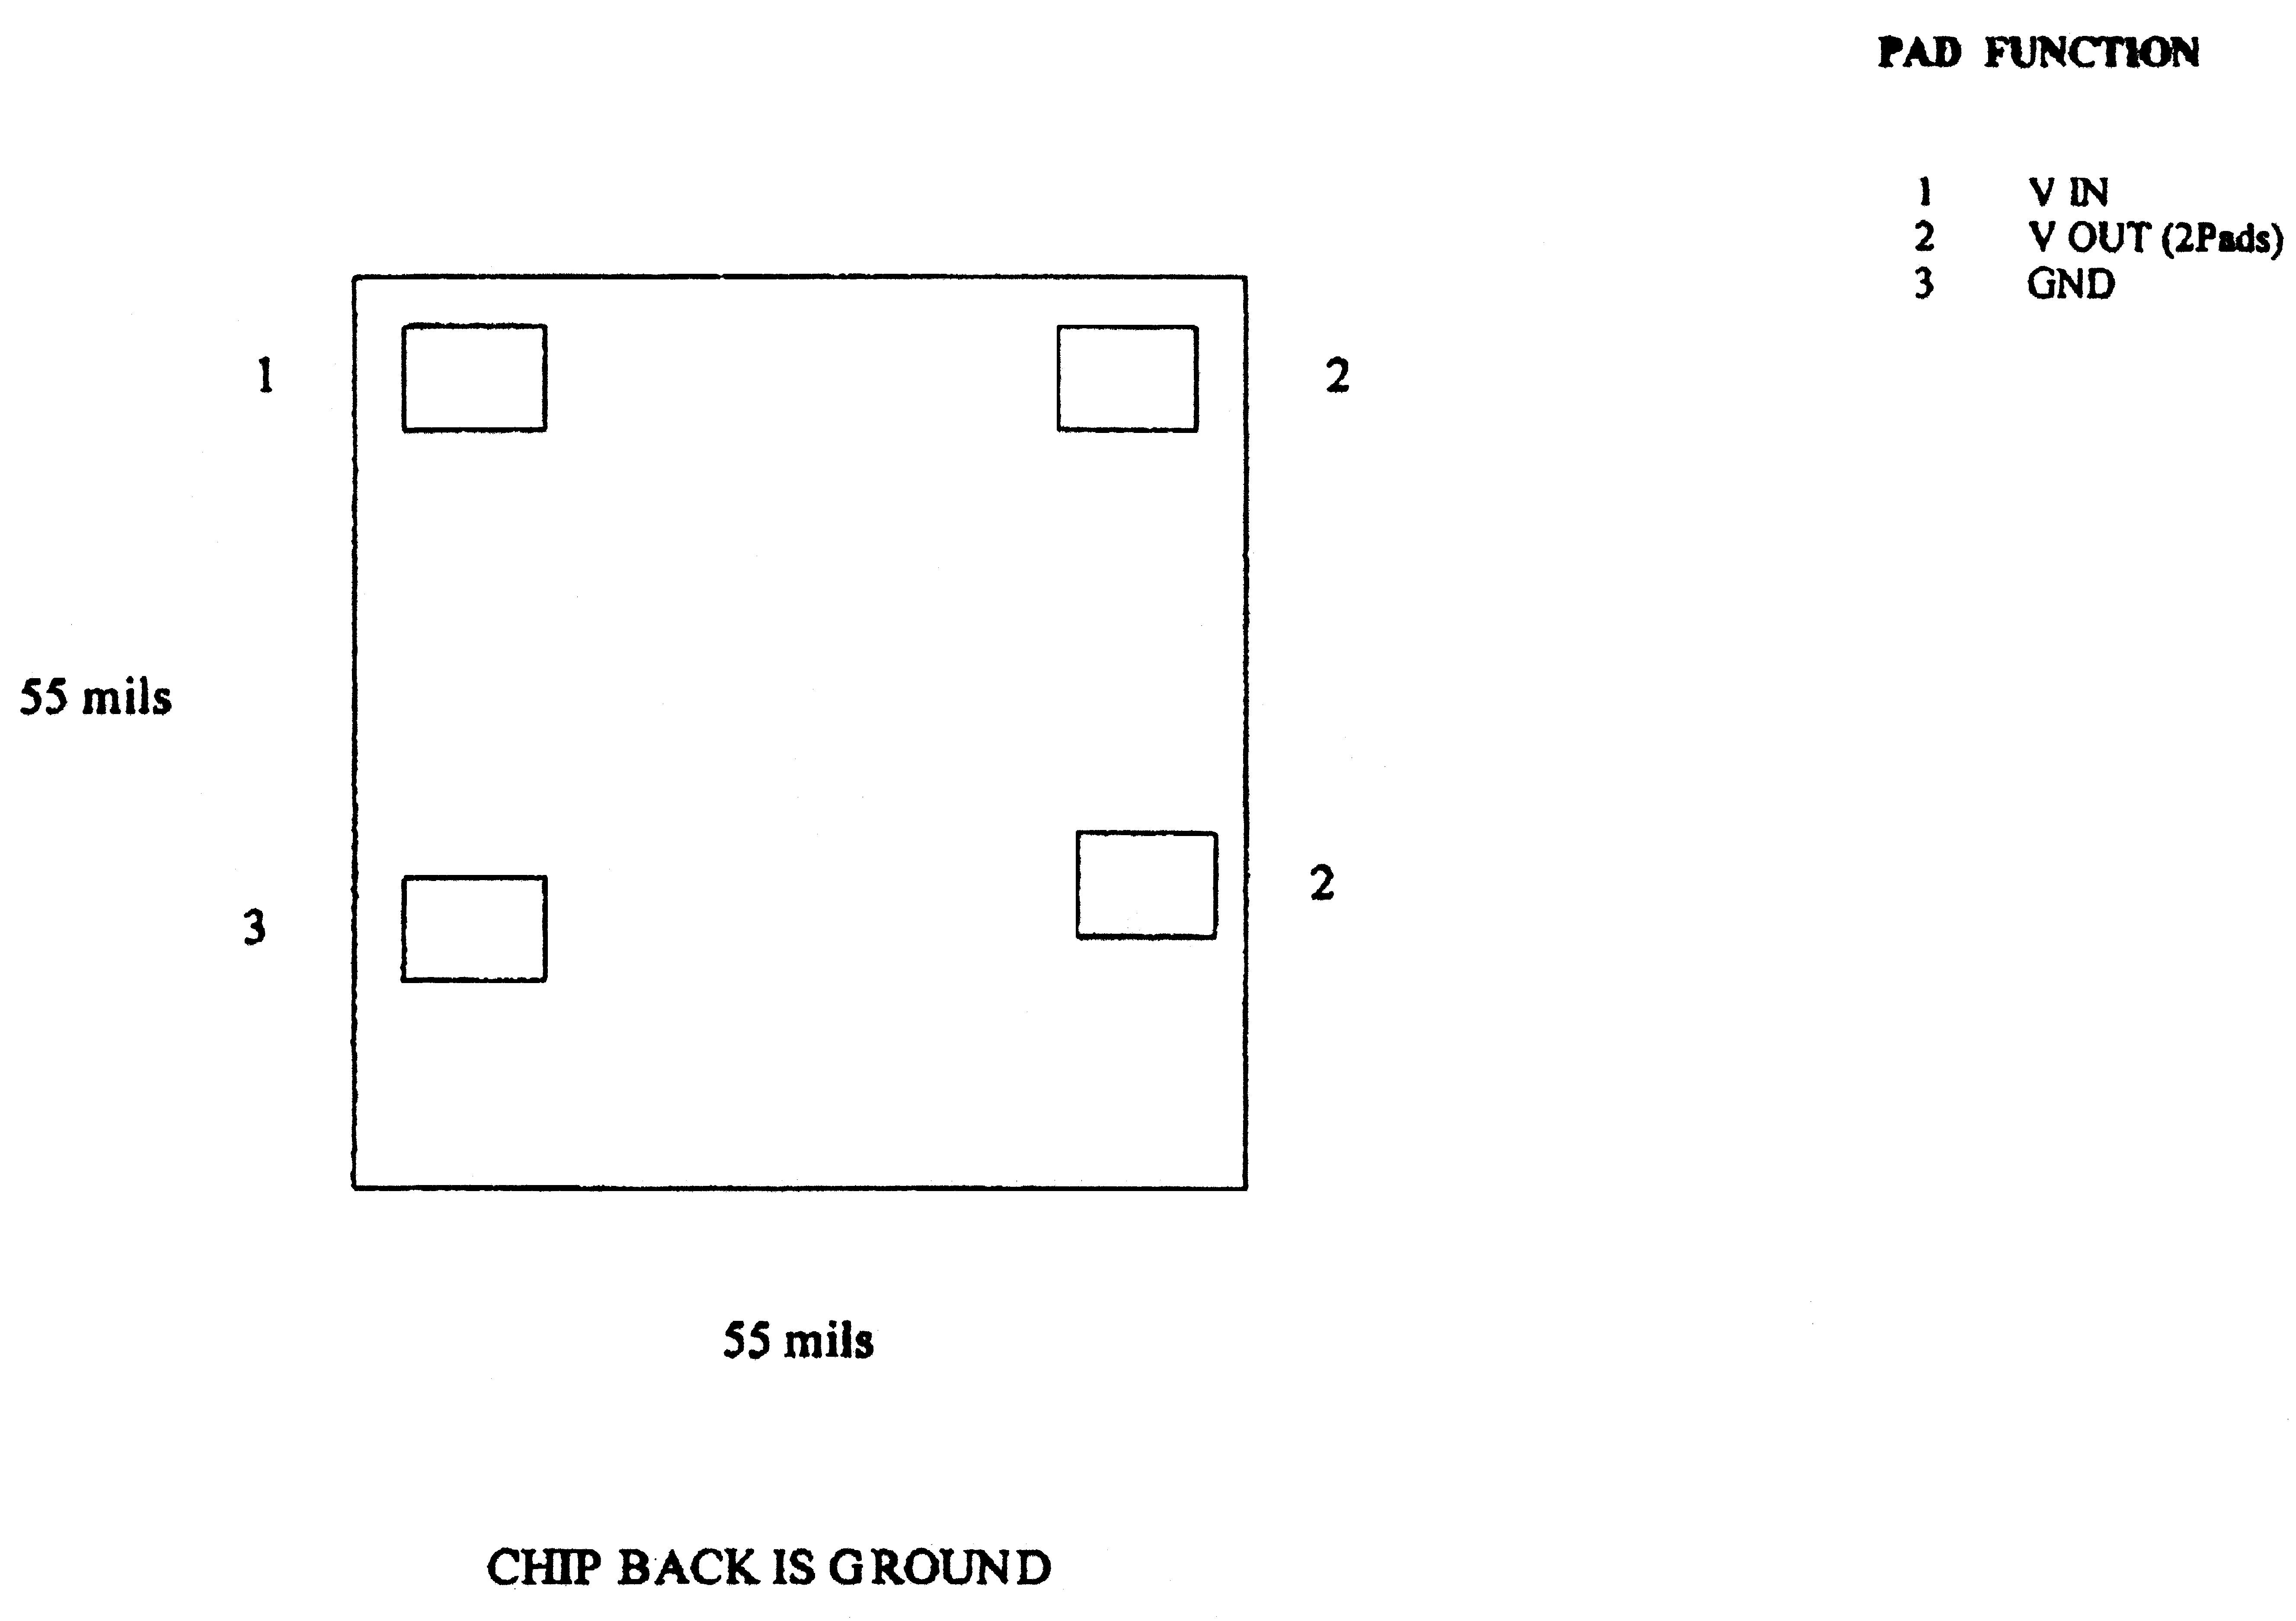 PAD FUNCTION
1 V IN
2 V OUT (2Pads)
3 GND
1
2
55 mils
2
3
55 mils
CHIP BACK IS GROUND